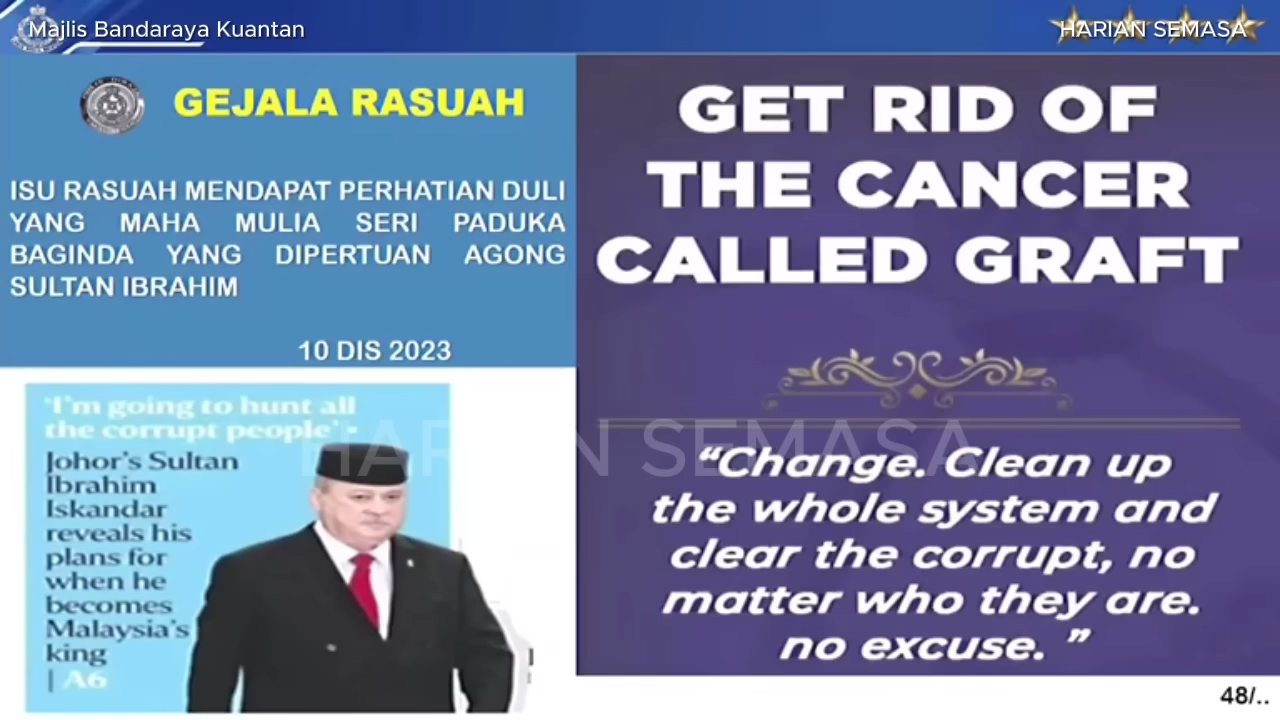 Majlis Bandaraya Kuantan
HARIAN SEMASA
GEJALA RASUAH
ISU RASUAH MENDAPAT PERHATIAN DULI
YANG MAHA MULIA SERI PADUKA
BAGINDA YANG DIPERTUAN AGONG
SULTAN IBRAHIM
10 DIS 2023
'I'm going to hunt all
the corrupt people' -
Johor's Sultan
Ibrahim
Iskandar
reveals his
plans for
when he
becomes
Malaysia's
king
| A6
GET RID OF
THE CANCER
CALLED GRAFT
"Change. Clean up
the whole system and
clear the corrupt, no
matter who they are.
no excuse. "
HARIAN SEMASA
48/..